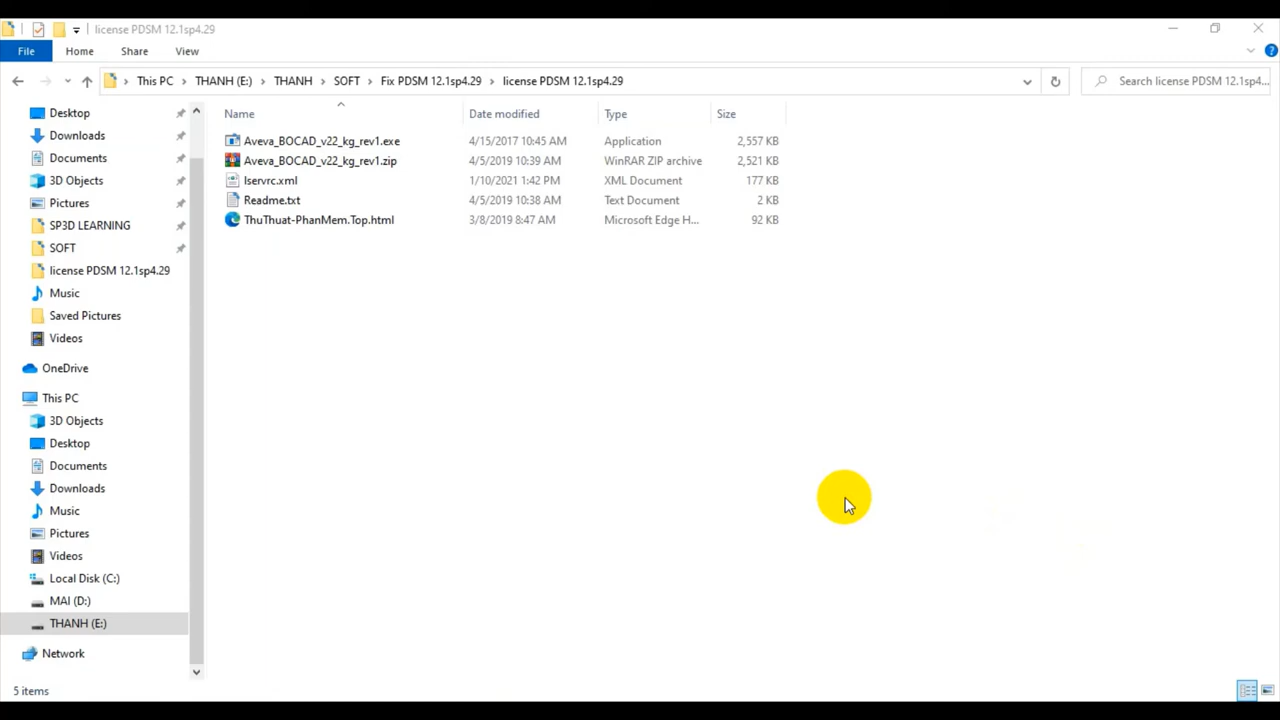 license PDSM 12.1sp4.29
File Home Share View
This PC THANH (E:) THANH SOFT Fix PDSM 12.1sp4.29 license PDSM 12.1sp4.29 Search license PDSM 12.1sp4....
Name Date modified Type Size
Aveva_BOCAD_v22_kg_rev1.exe 4/15/2017 10:45 AM Application 2,557 KB
Aveva_BOCAD_v22_kg_rev1.zip 4/5/2019 10:39 AM WinRAR ZIP archive 2,521 KB
lservrc.xml 1/10/2021 1:42 PM XML Document 177 KB
Readme.txt 4/5/2019 10:38 AM Text Document 2 KB
ThuThuat-PhanMem.Top.html 3/8/2019 8:47 AM Microsoft Edge H... 92 KB
Desktop
Downloads
Documents
3D Objects
Pictures
SP3D LEARNING
SOFT
license PDSM 12.1sp4.29
Music
Saved Pictures
Videos
OneDrive
This PC
3D Objects
Desktop
Documents
Downloads
Music
Pictures
Videos
Local Disk (C:)
MAI (D:)
THANH (E:)
Network
5 items